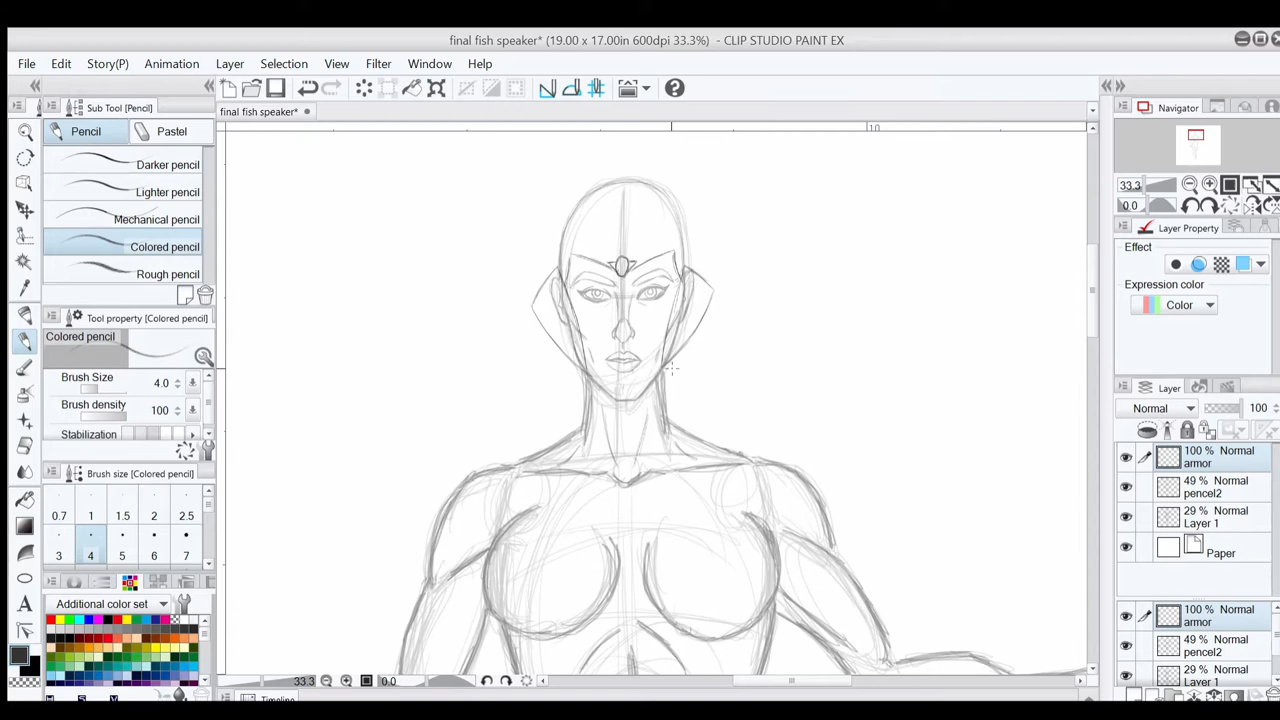 final fish speaker* (19.00 x 17.00in 600dpi 33.3%) - CLIP STUDIO PAINT EX
File Edit Story(P) Animation Layer Selection View Filter Window Help
Sub Tool [Pencil]
final fish speaker*
Navigator
Pencil Pastel
10
Darker pencil
Lighter pencil
33.3
Mechanical pencil
0.0
Layer Property
Colored pencil
Effect
Rough pencil
Expression color
Color
Tool property [Colored pencil]
Colored pencil
Brush Size 4.0
Layer
Brush density 100
Normal 100
Stabilization
100 % Normal
armor
Brush size [Colored pencil]
49 % Normal
pencel2
0.7 1 1.5 2 2.5
29 % Normal
Layer 1
3 4 5 6 7
Paper
Additional color set
100 % Normal
armor
49 % Normal
pencel2
29 % Normal
Layer 1
33.3 0.0
Timeline